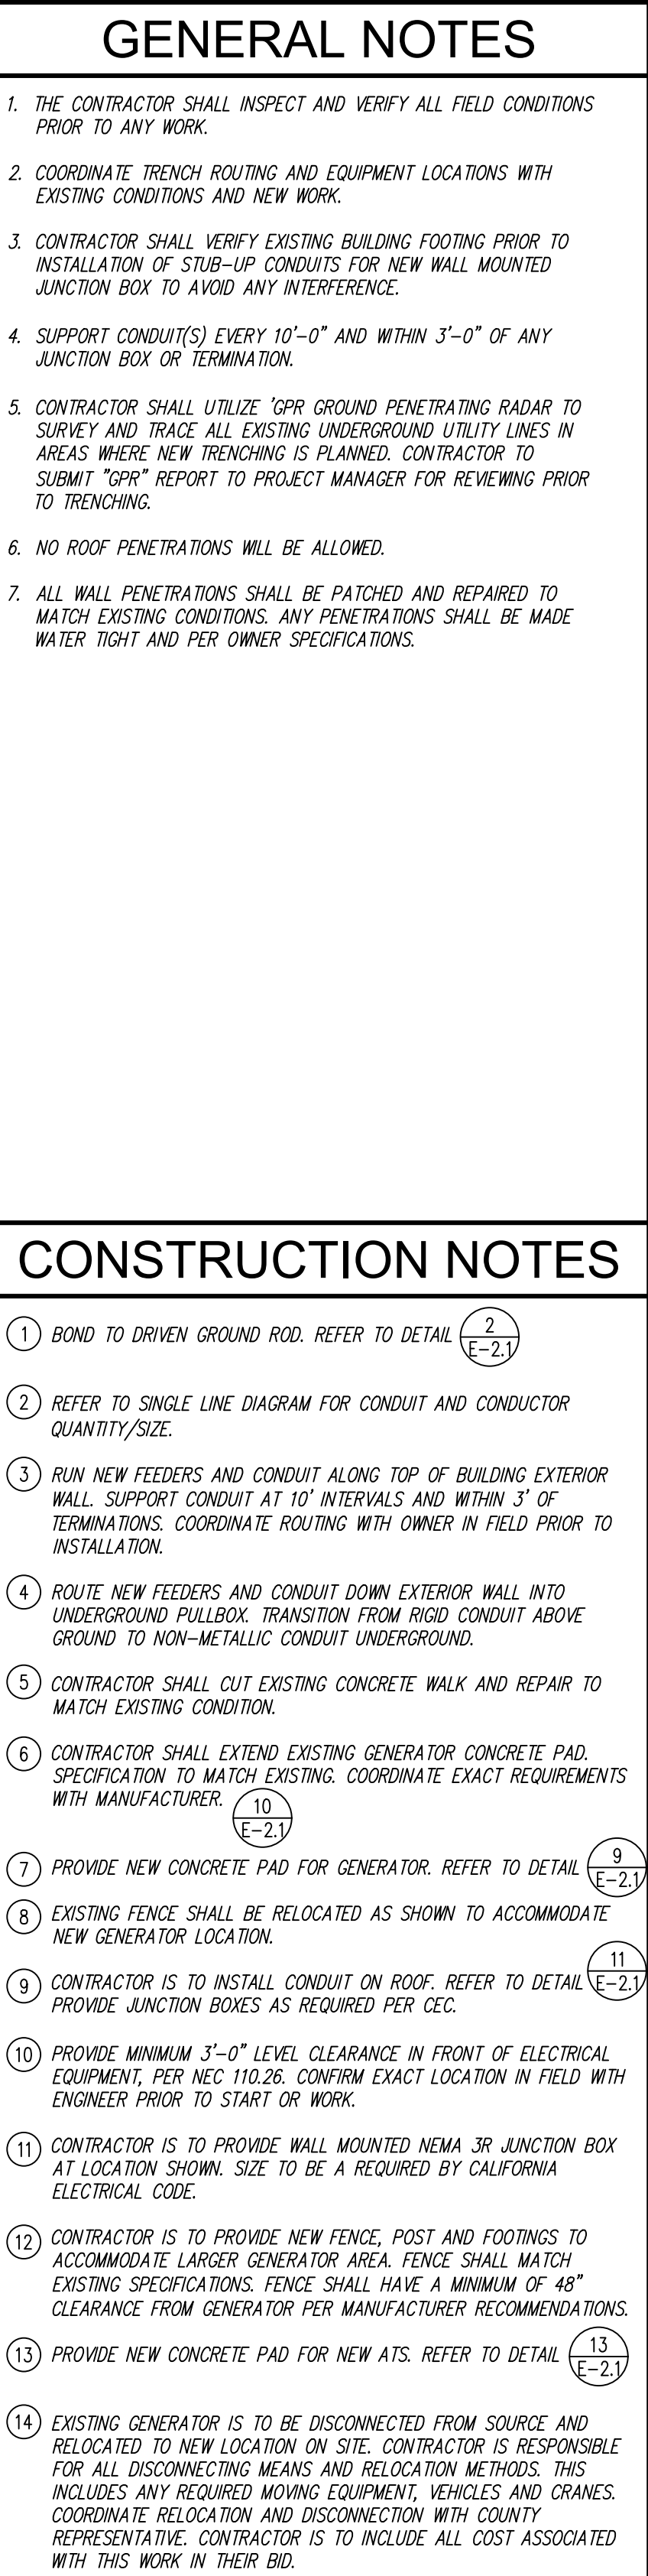 GENERAL NOTES
1. THE CONTRACTOR SHALL INSPECT AND VERIFY ALL FIELD CONDITIONS
PRIOR TO ANY WORK.
2. COORDINATE TRENCH ROUTING AND EQUIPMENT LOCATIONS WITH
EXISTING CONDITIONS AND NEW WORK.
3. CONTRACTOR SHALL VERIFY EXISTING BUILDING FOOTING PRIOR TO
INSTALLATION OF STUB-UP CONDUITS FOR NEW WALL MOUNTED
JUNCTION BOX TO AVOID ANY INTERFERENCE.
4. SUPPORT CONDUIT(S) EVERY 10'-0" AND WITHIN 3'-0" OF ANY
JUNCTION BOX OR TERMINATION.
5. CONTRACTOR SHALL UTILIZE 'GPR GROUND PENETRATING RADAR TO
SURVEY AND TRACE ALL EXISTING UNDERGROUND UTILITY LINES IN
AREAS WHERE NEW TRENCHING IS PLANNED. CONTRACTOR TO
SUBMIT "GPR" REPORT TO PROJECT MANAGER FOR REVIEWING PRIOR
TO TRENCHING.
6. NO ROOF PENETRATIONS WILL BE ALLOWED.
7. ALL WALL PENETRATIONS SHALL BE PATCHED AND REPAIRED TO
MATCH EXISTING CONDITIONS. ANY PENETRATIONS SHALL BE MADE
WATER TIGHT AND PER OWNER SPECIFICATIONS.
CONSTRUCTION NOTES
1 BOND TO DRIVEN GROUND ROD. REFER TO DETAIL
2
E-2.1
2 REFER TO SINGLE LINE DIAGRAM FOR CONDUIT AND CONDUCTOR
QUANTITY/SIZE.
3 RUN NEW FEEDERS AND CONDUIT ALONG TOP OF BUILDING EXTERIOR
WALL. SUPPORT CONDUIT AT 10' INTERVALS AND WITHIN 3' OF
TERMINATIONS. COORDINATE ROUTING WITH OWNER IN FIELD PRIOR TO
INSTALLATION.
4 ROUTE NEW FEEDERS AND CONDUIT DOWN EXTERIOR WALL INTO
UNDERGROUND PULLBOX. TRANSITION FROM RIGID CONDUIT ABOVE
GROUND TO NON-METALLIC CONDUIT UNDERGROUND.
5 CONTRACTOR SHALL CUT EXISTING CONCRETE WALK AND REPAIR TO
MATCH EXISTING CONDITION.
6 CONTRACTOR SHALL EXTEND EXISTING GENERATOR CONCRETE PAD.
SPECIFICATION TO MATCH EXISTING. COORDINATE EXACT REQUIREMENTS
WITH MANUFACTURER.
10
E-2.1
7 PROVIDE NEW CONCRETE PAD FOR GENERATOR. REFER TO DETAIL
9
E-2.1
8 EXISTING FENCE SHALL BE RELOCATED AS SHOWN TO ACCOMMODATE
NEW GENERATOR LOCATION.
9 CONTRACTOR IS TO INSTALL CONDUIT ON ROOF. REFER TO DETAIL
11
E-2.1
PROVIDE JUNCTION BOXES AS REQUIRED PER CEC.
10 PROVIDE MINIMUM 3'-0" LEVEL CLEARANCE IN FRONT OF ELECTRICAL
EQUIPMENT, PER NEC 110.26. CONFIRM EXACT LOCATION IN FIELD WITH
ENGINEER PRIOR TO START OR WORK.
11 CONTRACTOR IS TO PROVIDE WALL MOUNTED NEMA 3R JUNCTION BOX
AT LOCATION SHOWN. SIZE TO BE A REQUIRED BY CALIFORNIA
ELECTRICAL CODE.
12 CONTRACTOR IS TO PROVIDE NEW FENCE, POST AND FOOTINGS TO
ACCOMMODATE LARGER GENERATOR AREA. FENCE SHALL MATCH
EXISTING SPECIFICATIONS. FENCE SHALL HAVE A MINIMUM OF 48"
CLEARANCE FROM GENERATOR PER MANUFACTURER RECOMMENDATIONS.
13 PROVIDE NEW CONCRETE PAD FOR NEW ATS. REFER TO DETAIL
13
E-2.1
14 EXISTING GENERATOR IS TO BE DISCONNECTED FROM SOURCE AND
RELOCATED TO NEW LOCATION ON SITE. CONTRACTOR IS RESPONSIBLE
FOR ALL DISCONNECTING MEANS AND RELOCATION METHODS. THIS
INCLUDES ANY REQUIRED MOVING EQUIPMENT, VEHICLES AND CRANES.
COORDINATE RELOCATION AND DISCONNECTION WITH COUNTY
REPRESENTATIVE. CONTRACTOR IS TO INCLUDE ALL COST ASSOCIATED
WITH THIS WORK IN THEIR BID.